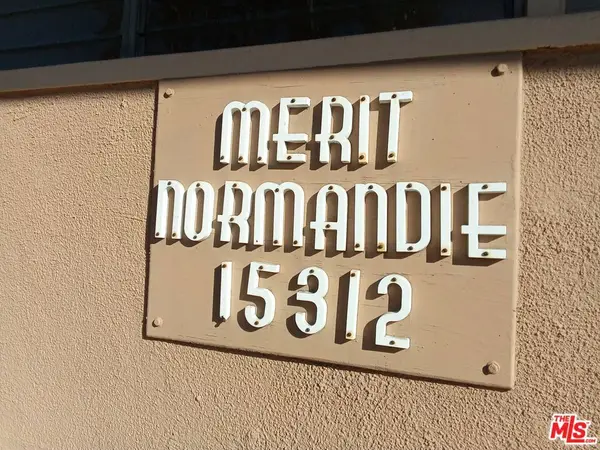 MERIT
NORMANDIE
15312
THE
MLS